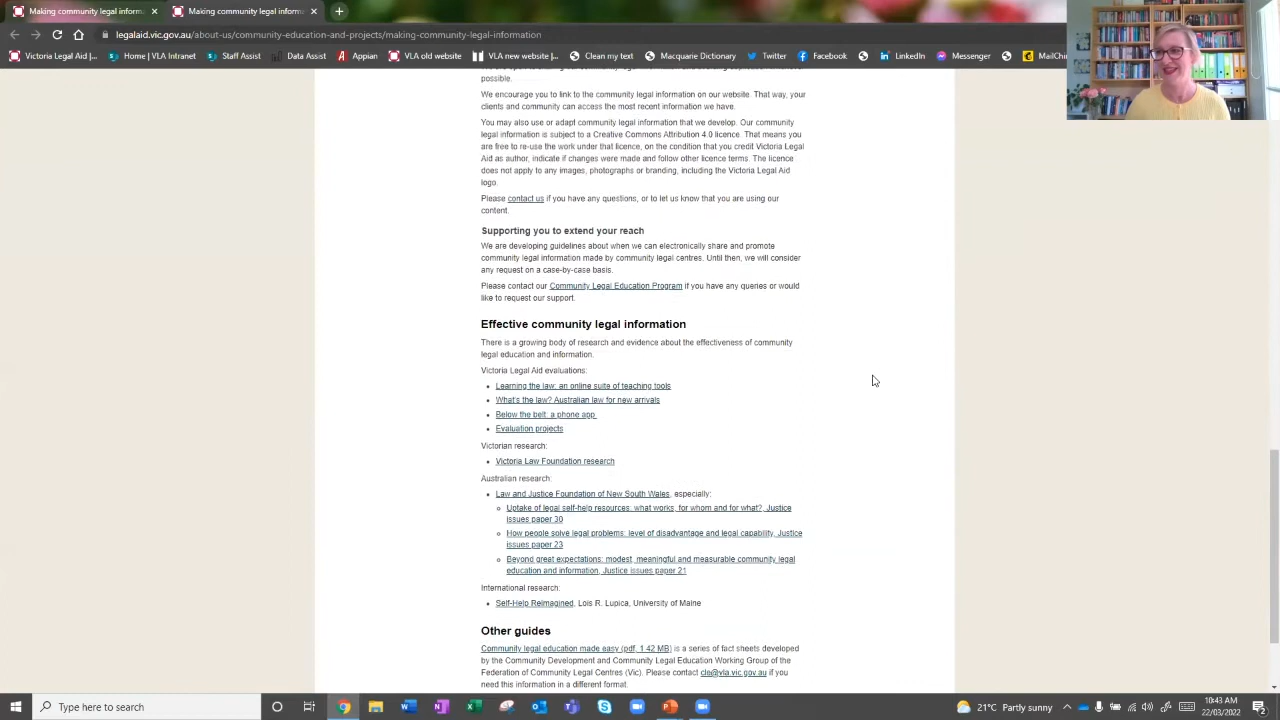 Making community legal inform
Making community legal inform
legalaid.vic.gov.au/about-us/community-education-and-projects/making-community-legal-information
Victoria Legal Aid |... Home | VLA Intranet Staff Assist Data Assist Appian VLA old website VLA new website |... Clean my text Macquarie Dictionary Twitter Facebook LinkedIn Messenger MailChi
possible.
We encourage you to link to the community legal information on our website. That way, your
clients and community can access the most recent information we have.
You may also use or adapt community legal information that we develop. Our community
legal information is subject to a Creative Commons Attribution 4.0 licence. That means you
are free to re-use the work under that licence, on the condition that you credit Victoria Legal
Aid as author, indicate if changes were made and follow other licence terms. The licence
does not apply to any images, photographs or branding, including the Victoria Legal Aid
logo.
Please contact us if you have any questions, or to let us know that you are using our
content.
Supporting you to extend your reach
We are developing guidelines about when we can electronically share and promote
community legal information made by community legal centres. Until then, we will consider
any request on a case-by-case basis.
Please contact our Community Legal Education Program if you have any queries or would
like to request our support.
Effective community legal information
There is a growing body of research and evidence about the effectiveness of community
legal education and information.
Victoria Legal Aid evaluations:
Learning the law: an online suite of teaching tools
What's the law? Australian law for new arrivals
Below the belt: a phone app
Evaluation projects
Victorian research:
Victoria Law Foundation research
Australian research:
Law and Justice Foundation of New South Wales, especially:
Uptake of legal self-help resources: what works, for whom and for what?, Justice
issues paper 30
How people solve legal problems: level of disadvantage and legal capability, Justice
issues paper 23
Beyond great expectations: modest, meaningful and measurable community legal
education and information, Justice issues paper 21
International research:
Self-Help Reimagined, Lois R. Lupica, University of Maine
Other guides
Community legal education made easy (pdf, 1.42 MB) is a series of fact sheets developed
by the Community Development and Community Legal Education Working Group of the
Federation of Community Legal Centres (Vic). Please contact cle@vla.vic.gov.au if you
need this information in a different format.
Type here to search
21°C
10:43 AM
22/03/2022